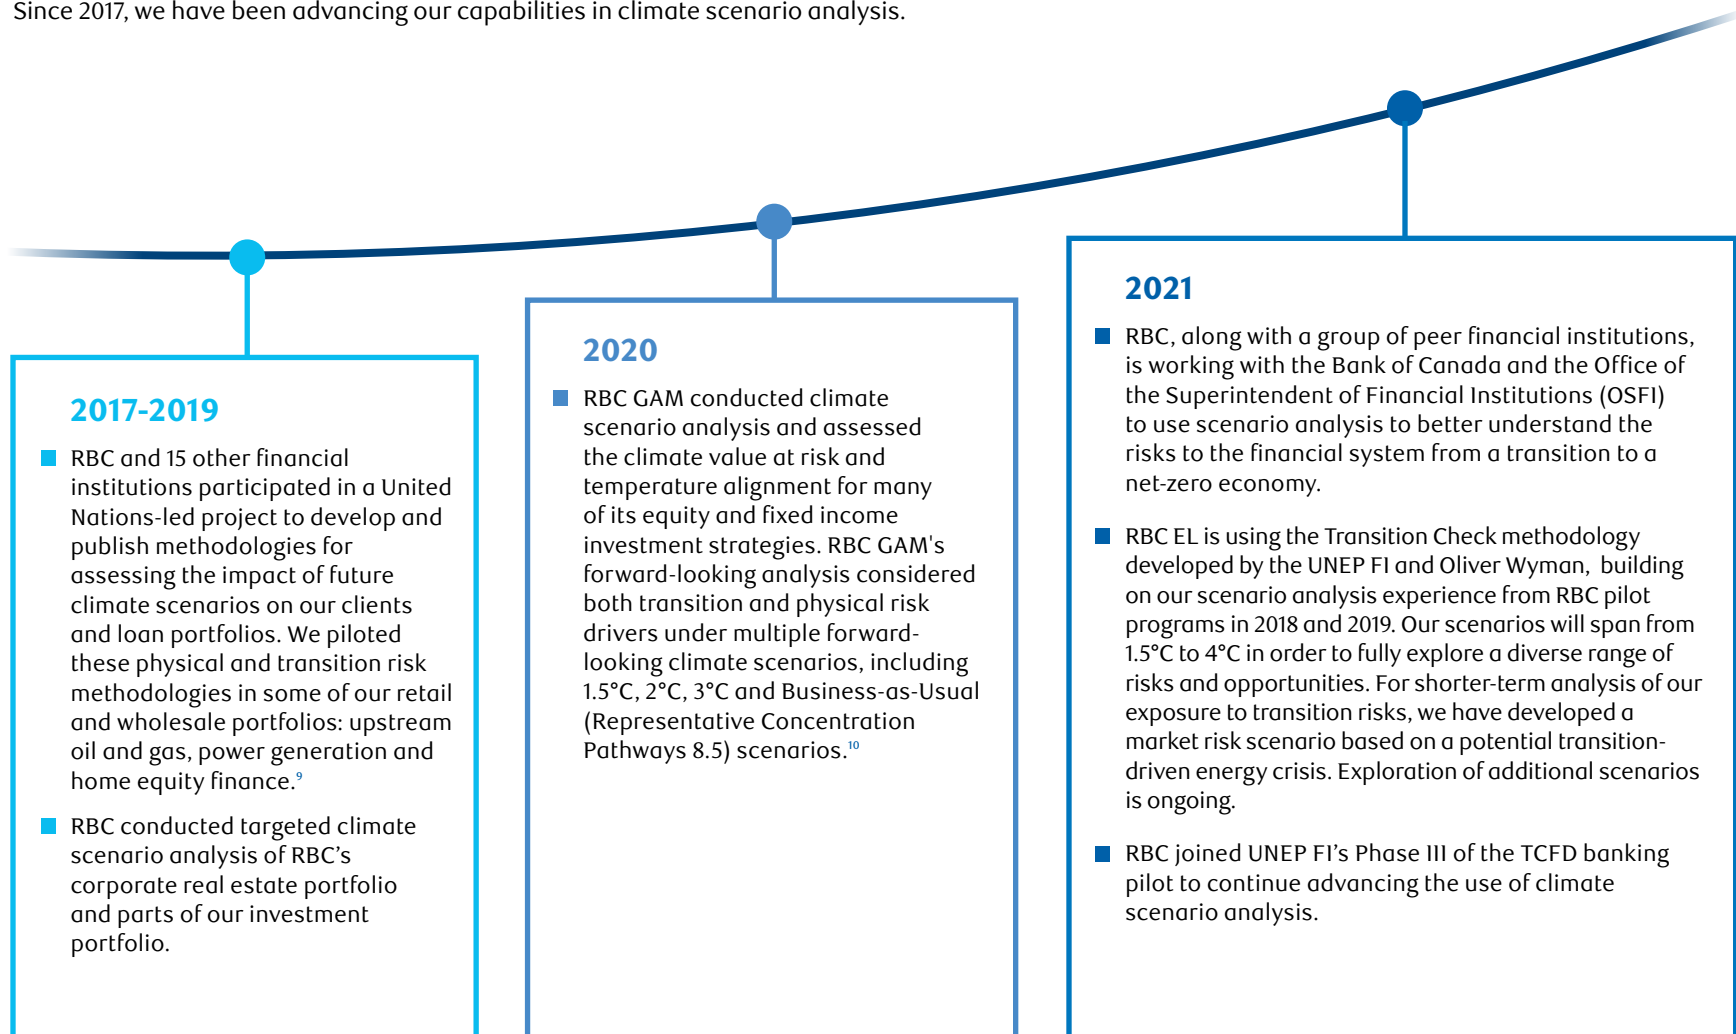 Since 2017, we have been advancing our capabilities in climate scenario analysis.
2017-2019
RBC and 15 other financial
institutions participated in a United
Nations-led project to develop and
publish methodologies for
assessing the impact of future
climate scenarios on our clients
and loan portfolios. We piloted
these physical and transition risk
methodologies in some of our retail
and wholesale portfolios: upstream
oil and gas, power generation and
home equity finance.9
RBC conducted targeted climate
scenario analysis of RBC’s
corporate real estate portfolio
and parts of our investment
portfolio.
2020
RBC GAM conducted climate
scenario analysis and assessed
the climate value at risk and
temperature alignment for many
of its equity and fixed income
investment strategies. RBC GAM's
forward-looking analysis considered
both transition and physical risk
drivers under multiple forward-
looking climate scenarios, including
1.5°C, 2°C, 3°C and Business-as-Usual
(Representative Concentration
Pathways 8.5) scenarios.10
2021
RBC, along with a group of peer financial institutions,
is working with the Bank of Canada and the Office of
the Superintendent of Financial Institutions (OSFI)
to use scenario analysis to better understand the
risks to the financial system from a transition to a
net-zero economy.
RBC EL is using the Transition Check methodology
developed by the UNEP FI and Oliver Wyman, building
on our scenario analysis experience from RBC pilot
programs in 2018 and 2019. Our scenarios will span from
1.5°C to 4°C in order to fully explore a diverse range of
risks and opportunities. For shorter-term analysis of our
exposure to transition risks, we have developed a
market risk scenario based on a potential transition-
driven energy crisis. Exploration of additional scenarios
is ongoing.
RBC joined UNEP FI’s Phase III of the TCFD banking
pilot to continue advancing the use of climate
scenario analysis.